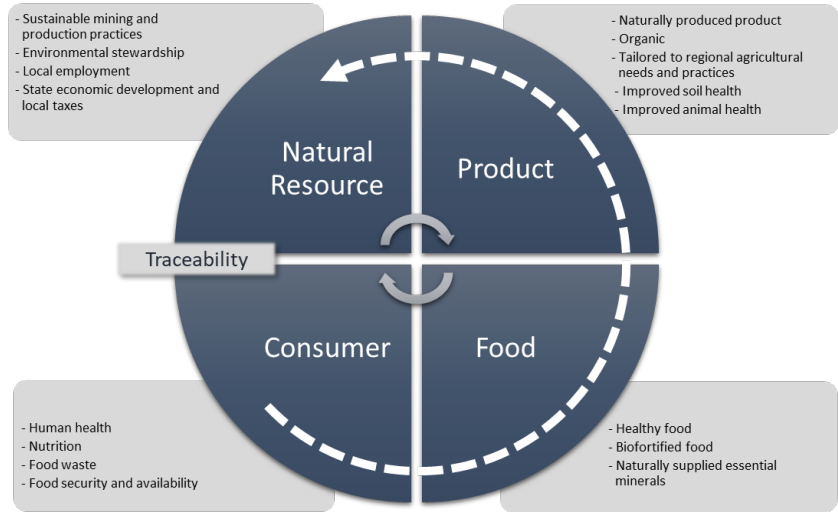 - Sustainable mining and
production practices
- Environmental stewardship
- Local employment
- State economic development and
local taxes
- Naturally produced product
- Organic
- Tailored to regional agricultural
needs and practices
- Improved soil health
- Improved animal health
Natural
Resource
Product
Traceability
Consumer
Food
- Human health
- Nutrition
- Food waste
- Food security and availability
- Healthy food
- Biofortified food
- Naturally supplied essential
minerals